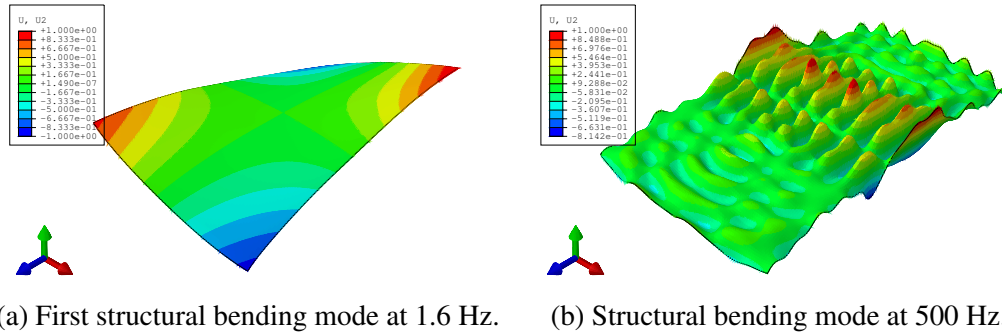 U, U2
+1.000e+00
+8.333e-01
+6.667e-01
+5.000e-01
+3.333e-01
+1.667e-01
+1.490e-07
-1.667e-01
-3.333e-01
-5.000e-01
-6.667e-01
-8.333e-01
-1.000e+00
U, U2
+1.000e+00
+8.488e-01
+6.976e-01
+5.464e-01
+3.953e-01
+2.441e-01
+9.288e-02
-5.831e-02
-2.095e-01
-3.607e-01
-5.119e-01
-6.631e-01
-8.142e-01
(a) First structural bending mode at 1.6 Hz.
(b) Structural bending mode at 500 Hz